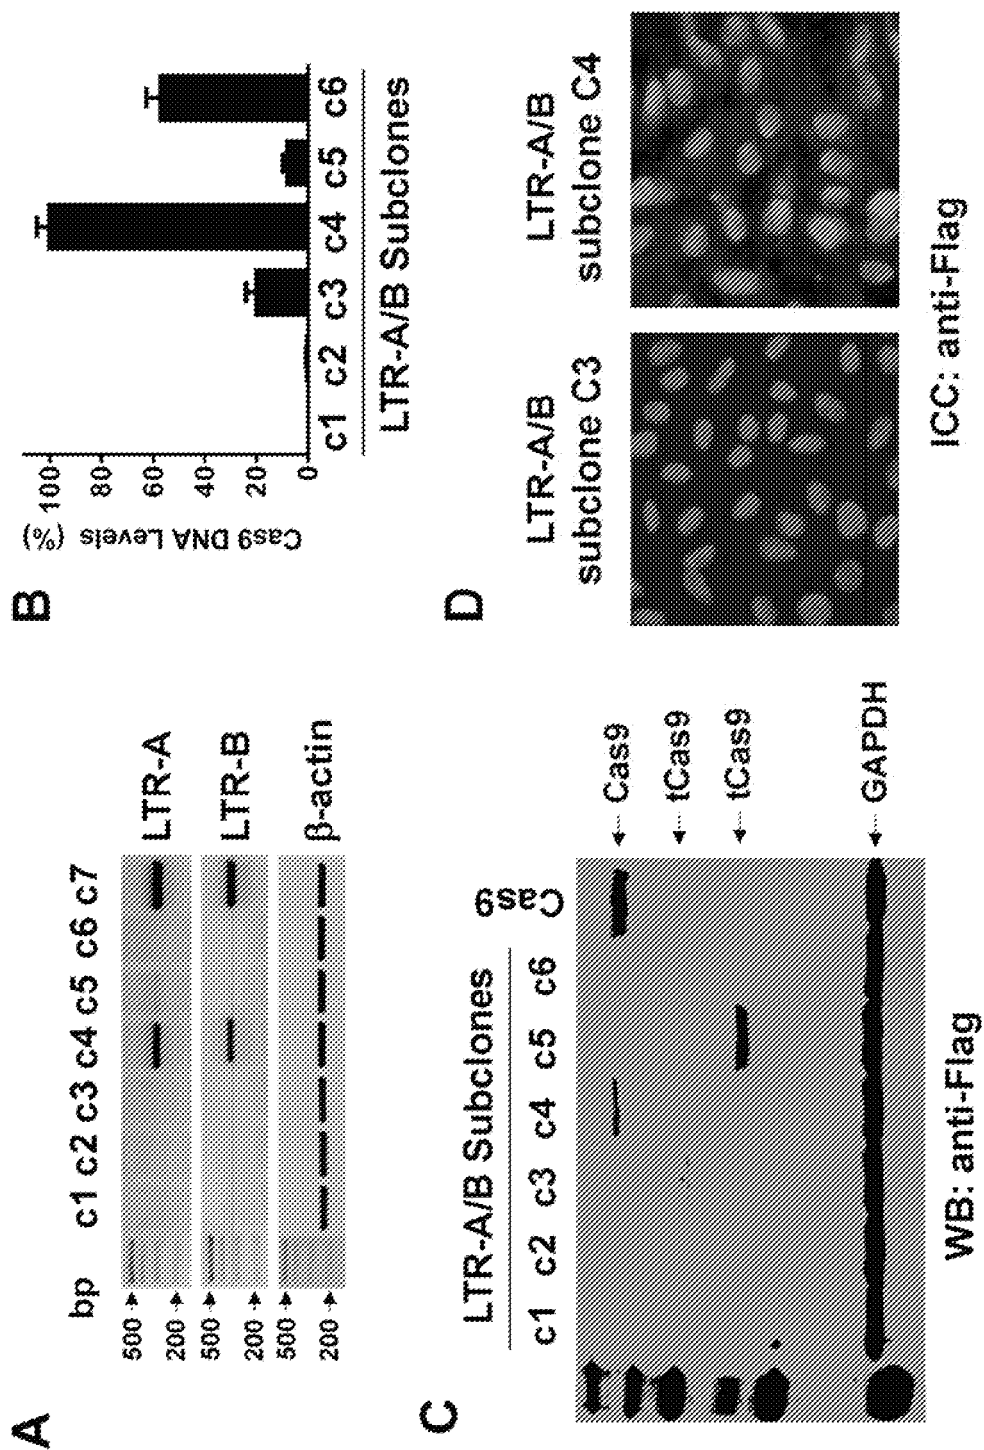 A
bp c1 c2 c3 c4 c5 c6 c7
500
200
LTR-A
500
200
LTR-B
500
200
β-actin
B
Cas9 DNA Levels (%)
100
80
60
40
20
0
c1 c2 c3 c4 c5 c6
LTR-A/B Subclones
C
LTR-A/B Subclones
c1 c2 c3 c4 c5 c6 Cas9
Cas9
tCas9
tCas9
GAPDH
WB: anti-Flag
D
LTR-A/B
subclone C3
LTR-A/B
subclone C4
ICC: anti-Flag